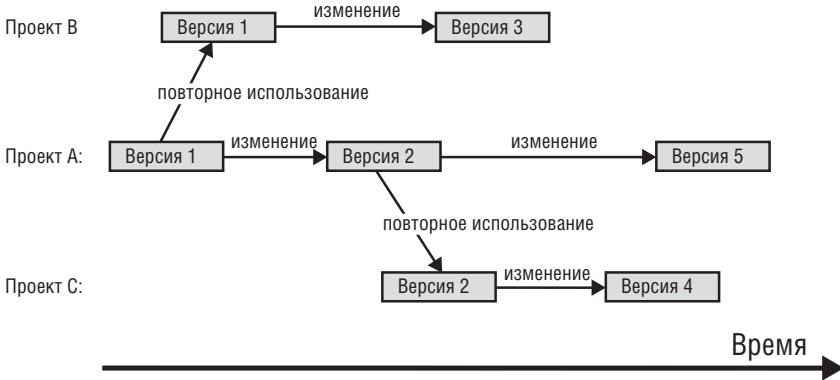 изменение
Проект B
Версия 1
Версия 3
повторное использование
изменение
изменение
Проект A:
Версия 1
Версия 2
Версия 5
повторное использование
изменение
Проект C:
Версия 2
Версия 4
Время